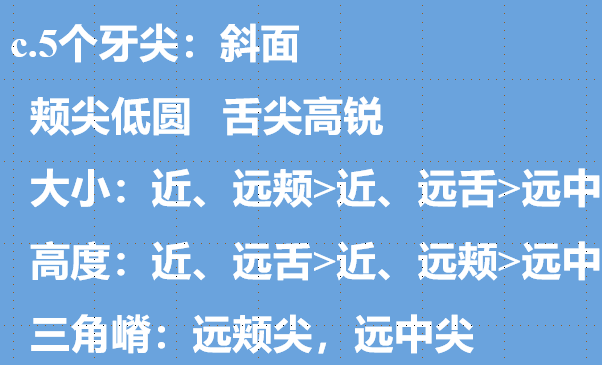 c.5个牙尖：斜面
颊尖低圆 舌尖高锐
大小：近、远颊>近、远舌>远中
高度：近、远舌>近、远颊>远中
三角嵴：远颊尖，远中尖